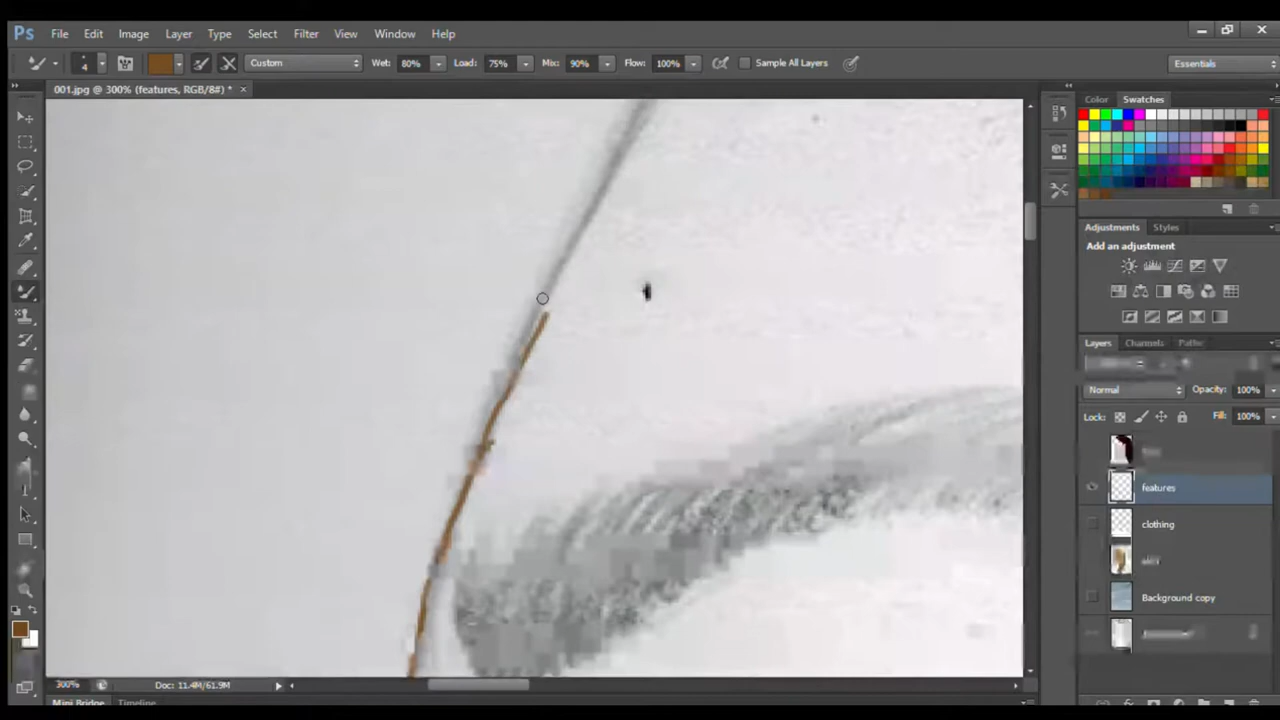 Ps File Edit Image Layer Type Select Filter View Window Help
4 Custom Wet: 80% Load: 75% Mix: 90% Flow: 100% Sample All Layers Essentials
001.jpg @ 300% (features, RGB/8#) * ×
Color Swatches
Adjustments Styles
Add an adjustment
Layers Channels Paths
Normal Opacity: 100%
Lock: Fill: 100%
features
clothing
Background copy
300% Doc: 11.4M/61.9M
Mini Bridge Timeline